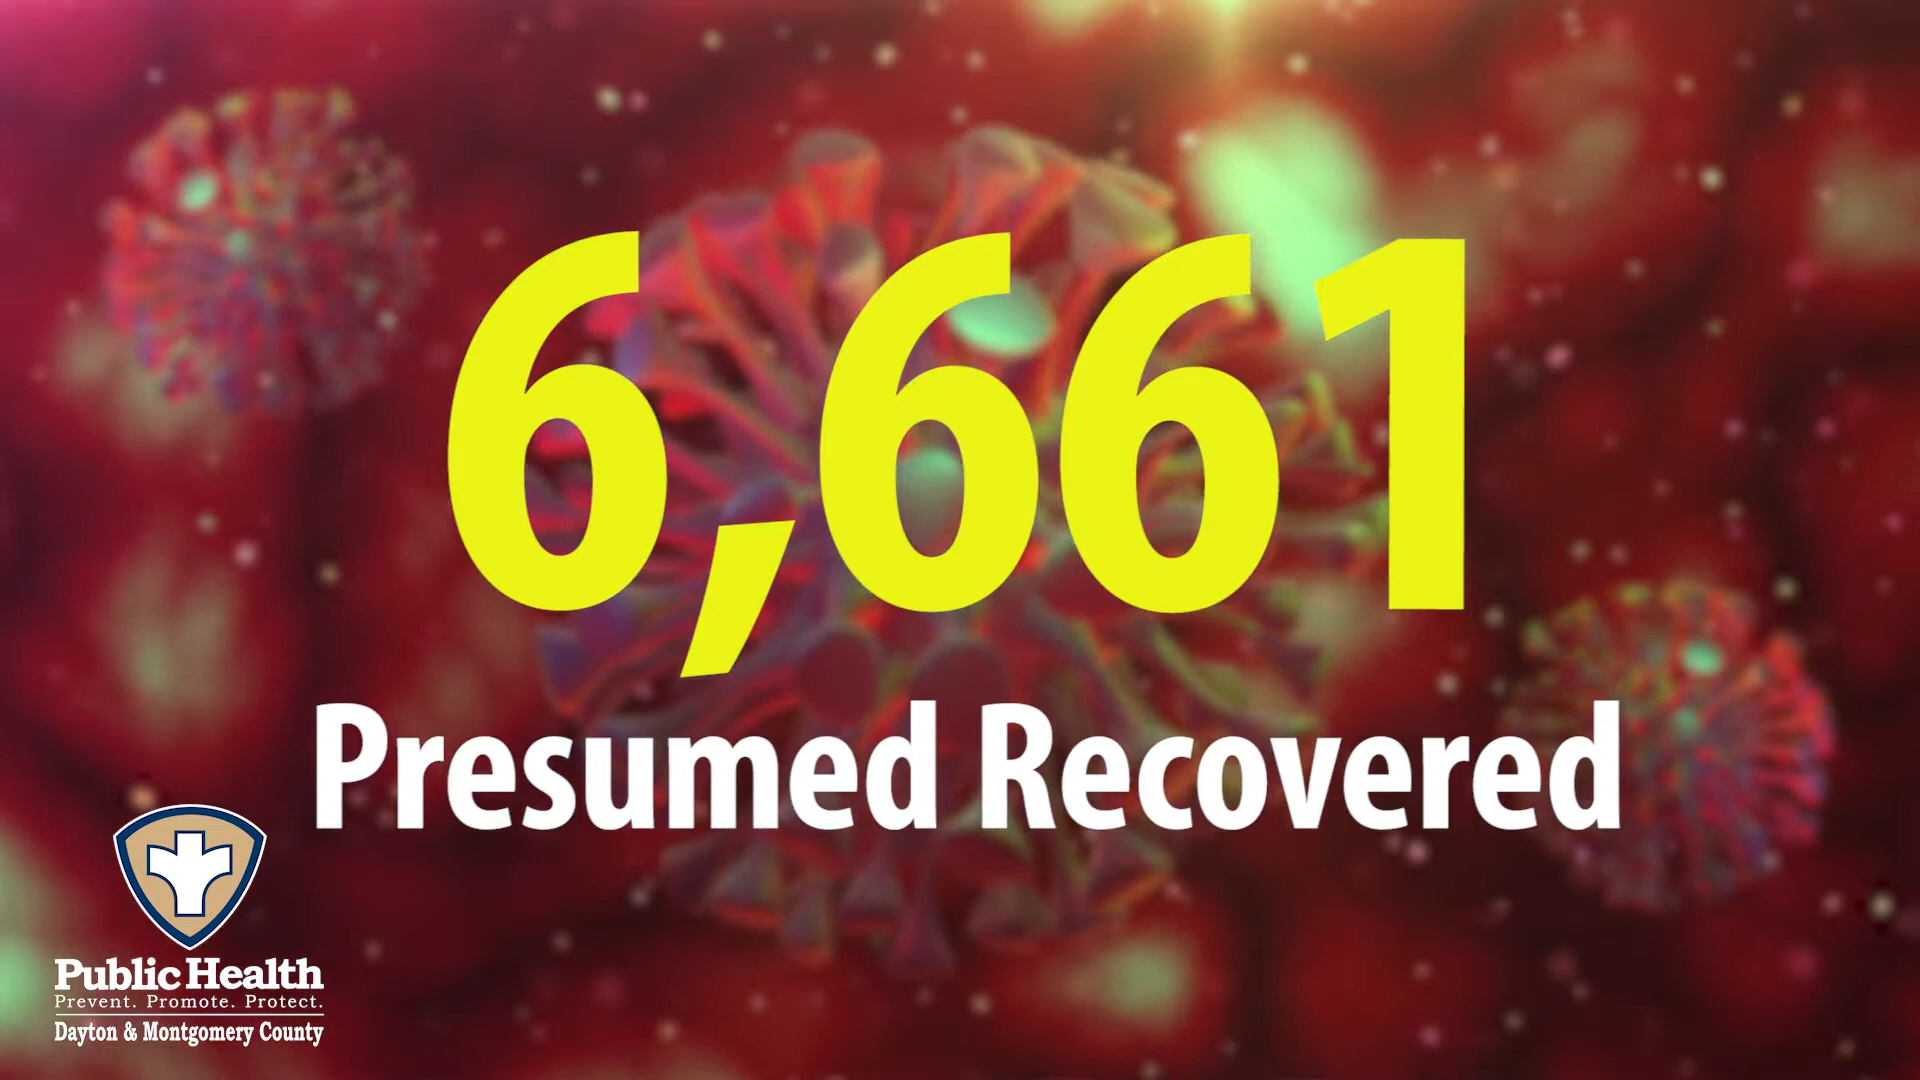 6,661
Presumed Recovered
Public Health
Prevent. Promote. Protect.
Dayton & Montgomery County